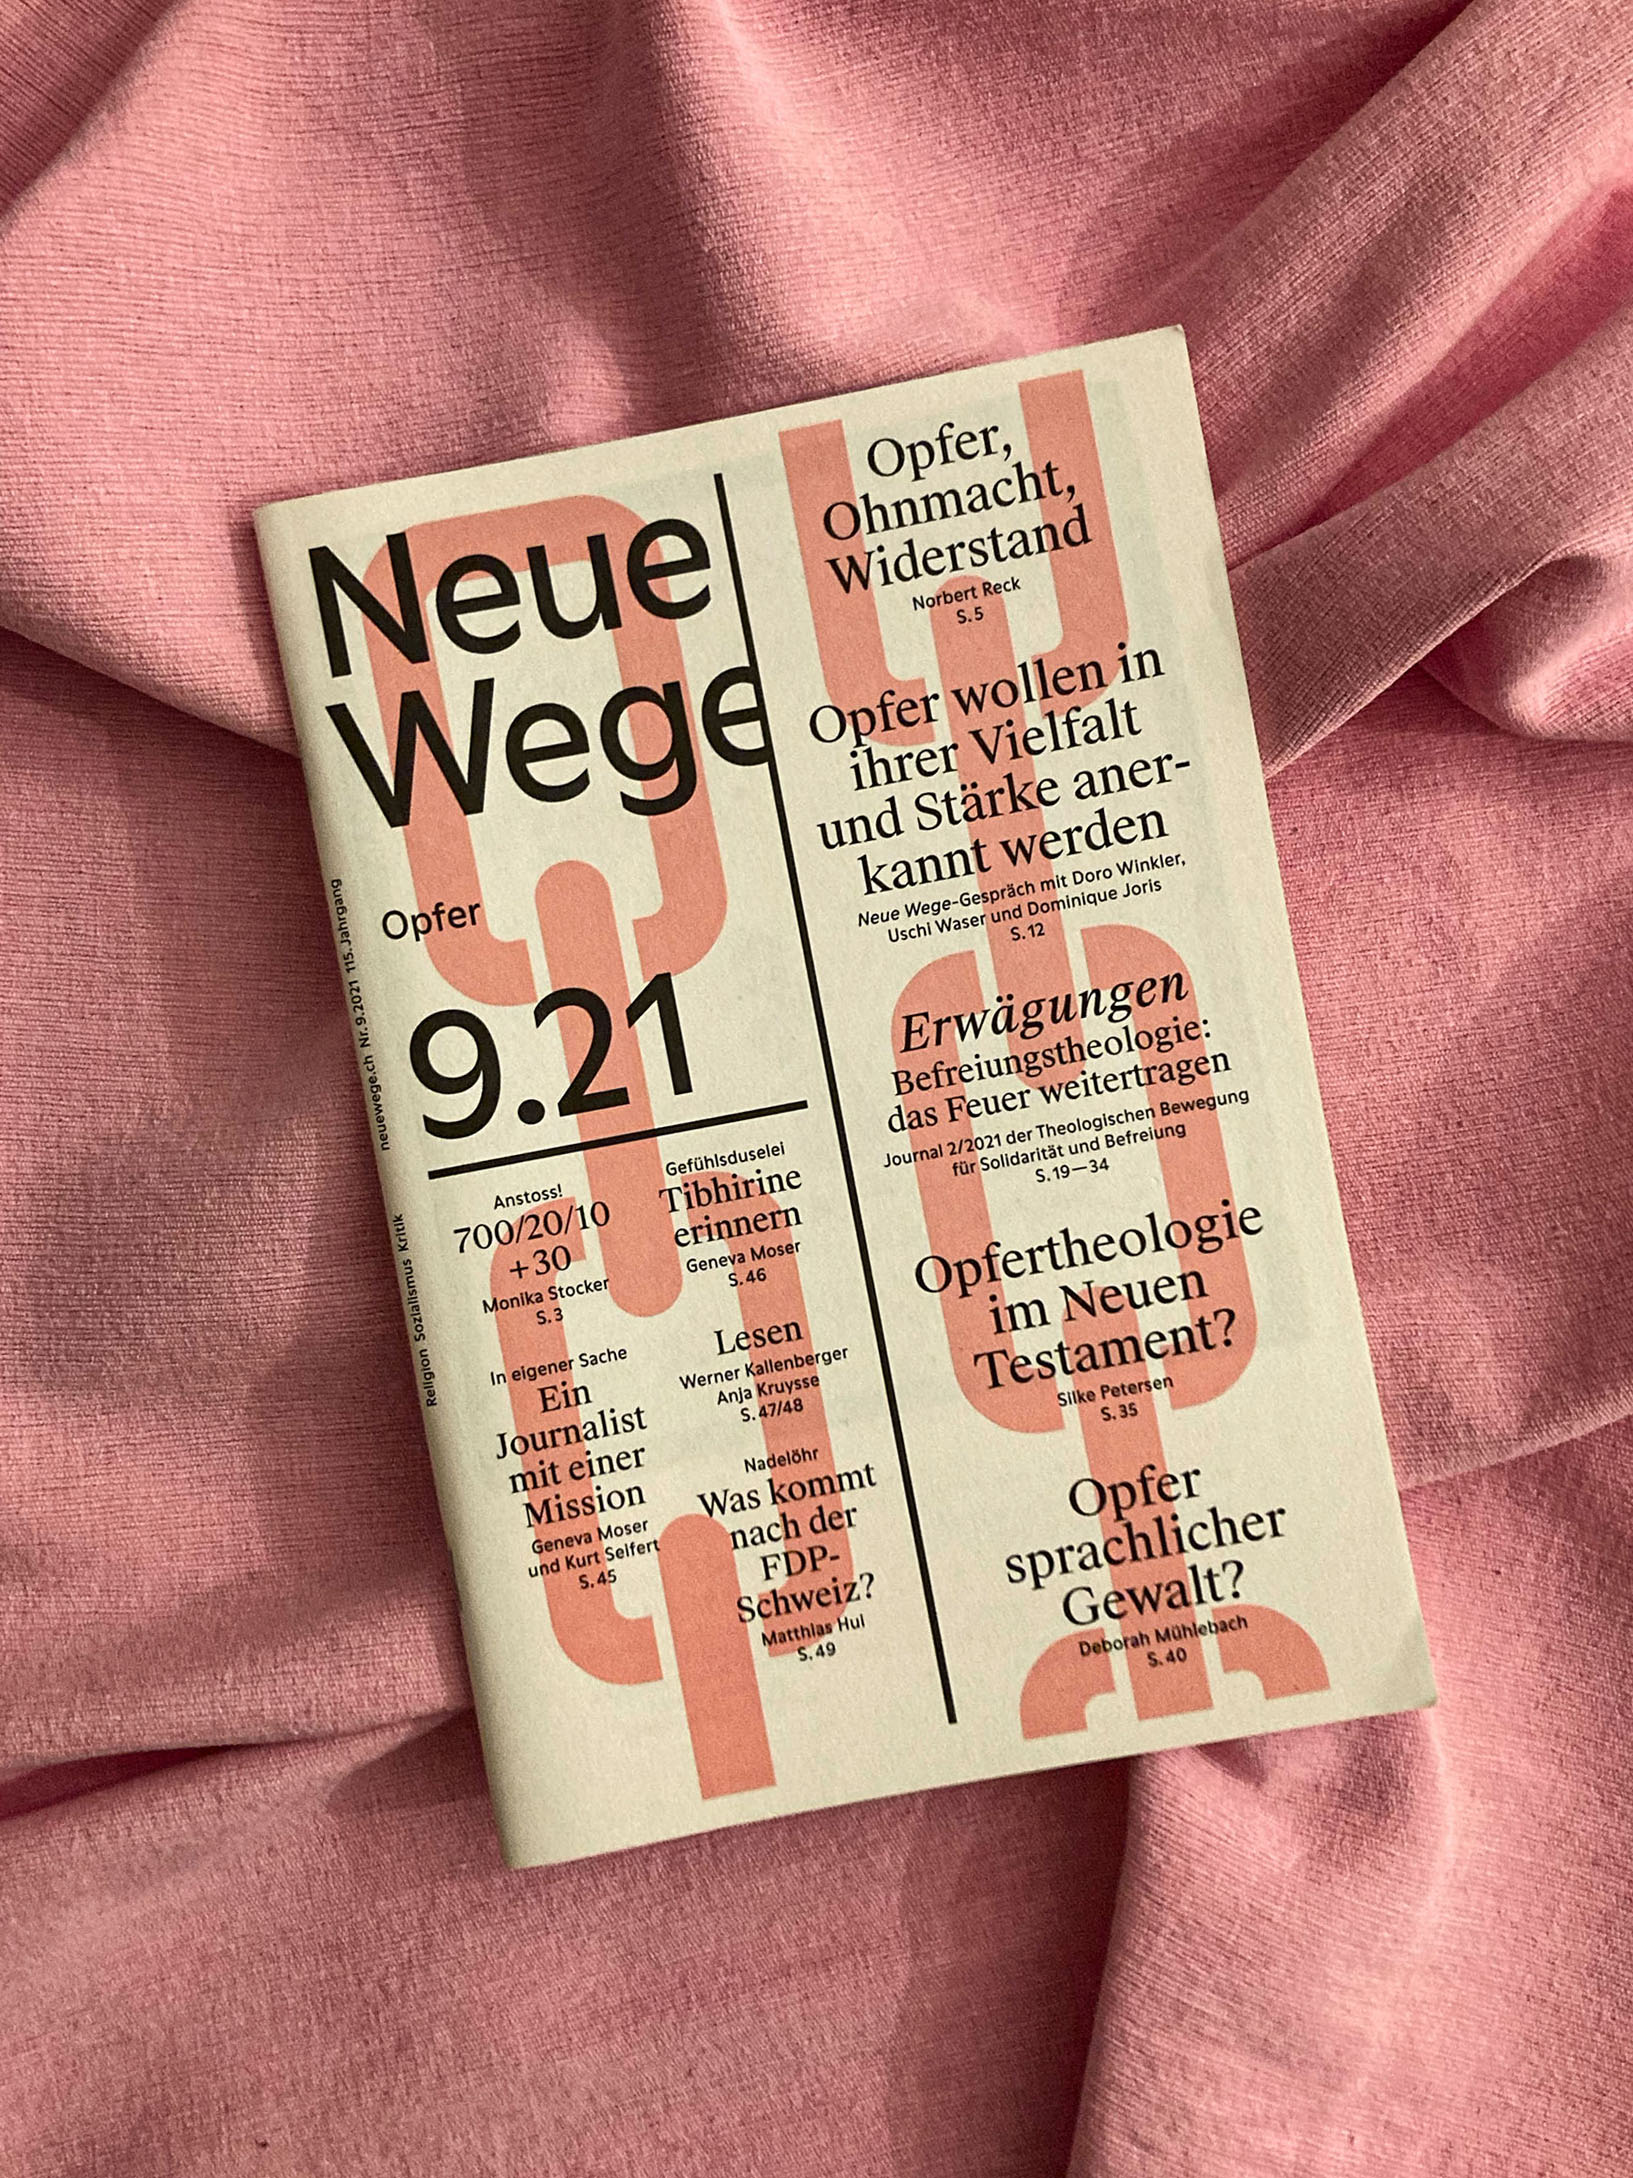 Neue
Wege
Opfer
9.21
neuewege.ch Nr. 9.2021 115. Jahrgang
Religion Sozialismus Kritik
Anstoss!
700/20/10
+30
Monika Stocker
S. 3
In eigener Sache
Ein
Journalist
mit einer
Mission
Geneva Moser
und Kurt Seifert
S. 45
Gefühlsduselei
Tibhirine
erinnern
Geneva Moser
S. 46
Lesen
Werner Kallenberger
Anja Kruysse
S. 47/48
Nadelöhr
Was kommt
nach der
FDP-
Schweiz?
Matthias Hui
S. 49
Opfer,
Ohnmacht,
Widerstand
Norbert Reck
S. 5
Opfer wollen in
ihrer Vielfalt
und Stärke aner-
kannt werden
Neue Wege-Gespräch mit Doro Winkler,
Uschi Waser und Dominique Joris
S. 12
Erwägungen
Befreiungstheologie:
das Feuer weitertragen
Journal 2/2021 der Theologischen Bewegung
für Solidarität und Befreiung
S. 19—34
Opfertheologie
im Neuen
Testament?
Silke Petersen
S. 35
Opfer
sprachlicher
Gewalt?
Deborah Mühlebach
S. 40